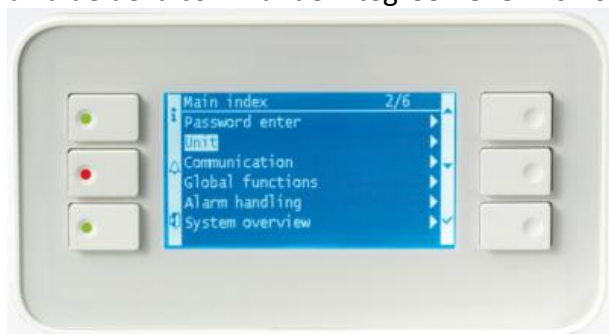 Main index 2/6
Password enter
Unit
Communication
Global functions
Alarm handling
System overview